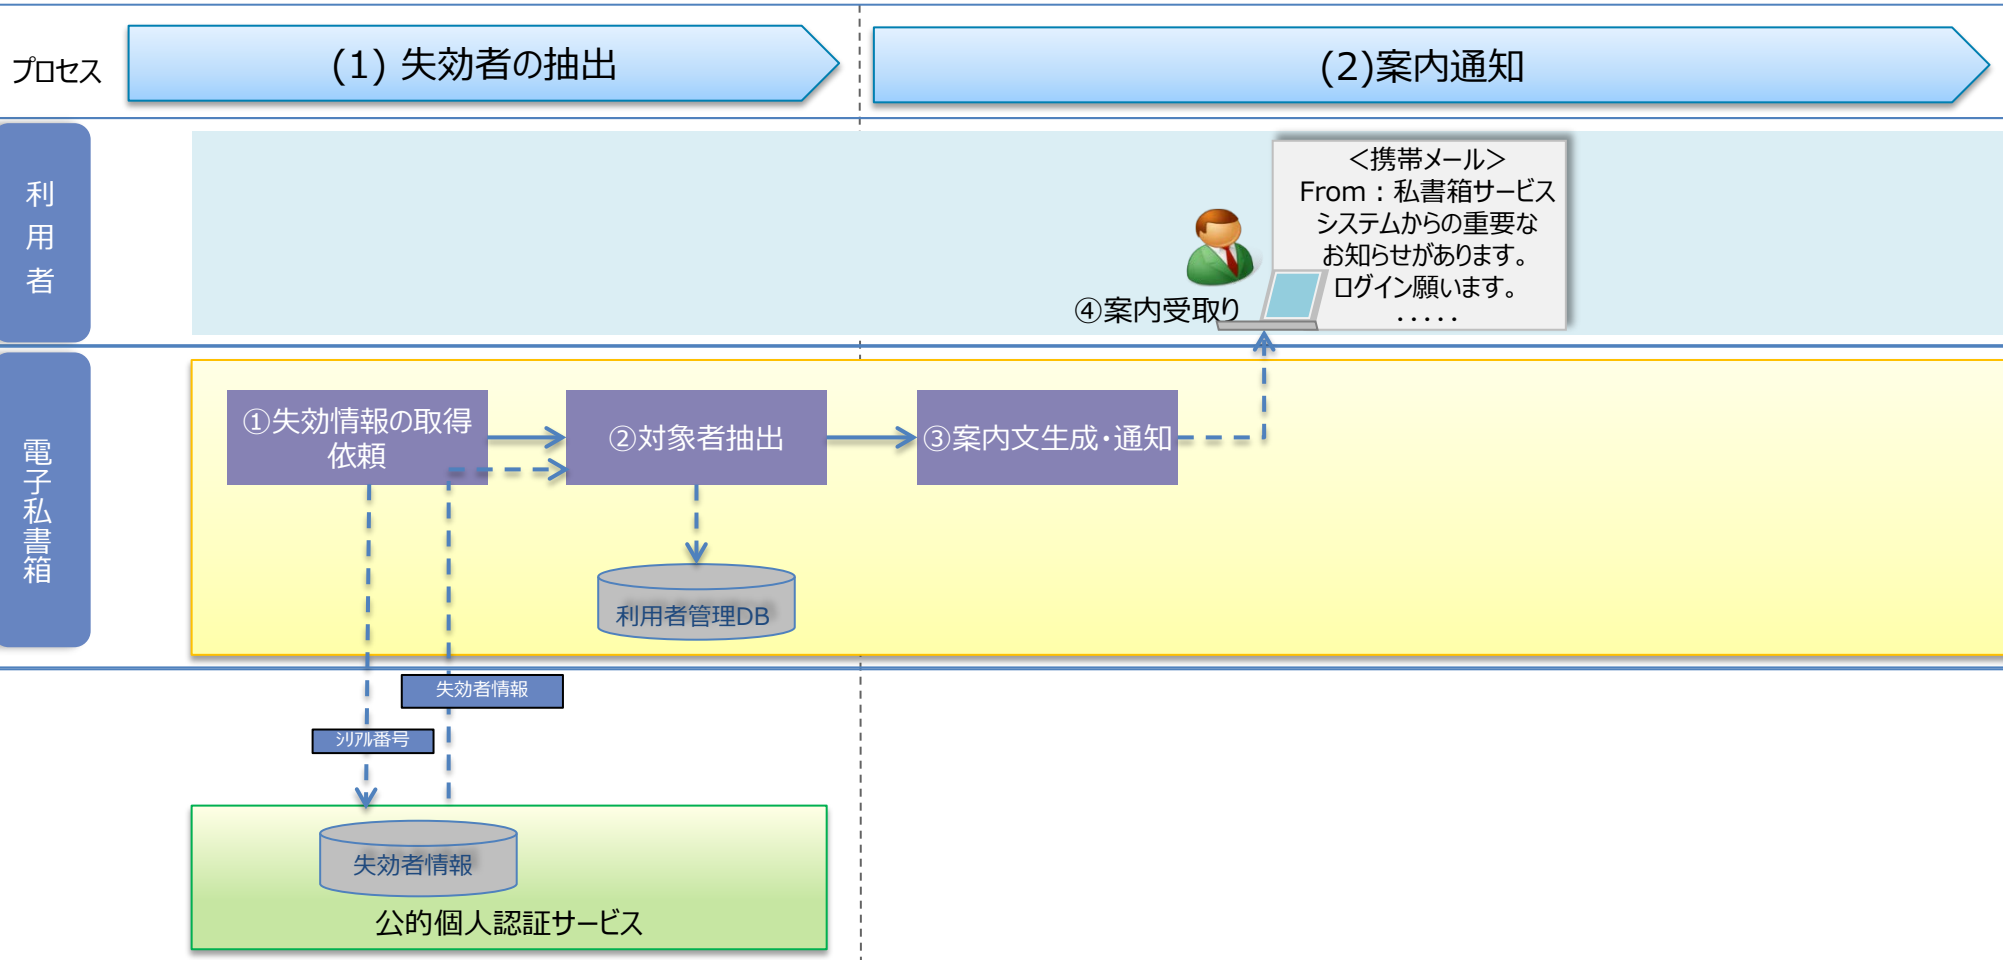 プロセス
(1) 失効者の抽出
(2)案内通知
利用者
<携帯メール>
From：私書箱サービス
システムからの重要な
お知らせがあります。
ログイン願います。
.....
④案内受取り
電子私書箱
①失効情報の取得
依頼
②対象者抽出
③案内文生成・通知
利用者管理DB
失効者情報
ｼﾘｱﾙ番号
失効者情報
公的個人認証サービス